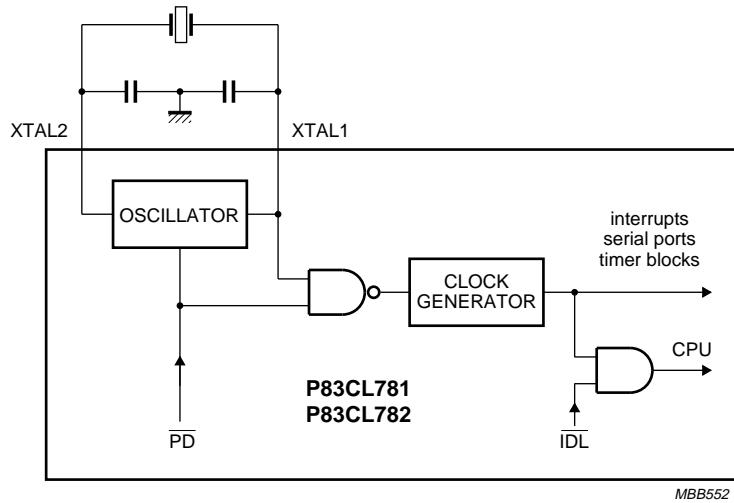 XTAL2
XTAL1
OSCILLATOR
interrupts
serial ports
timer blocks
CLOCK
GENERATOR
CPU
P83CL781
P83CL782
PD
IDL
MBB552